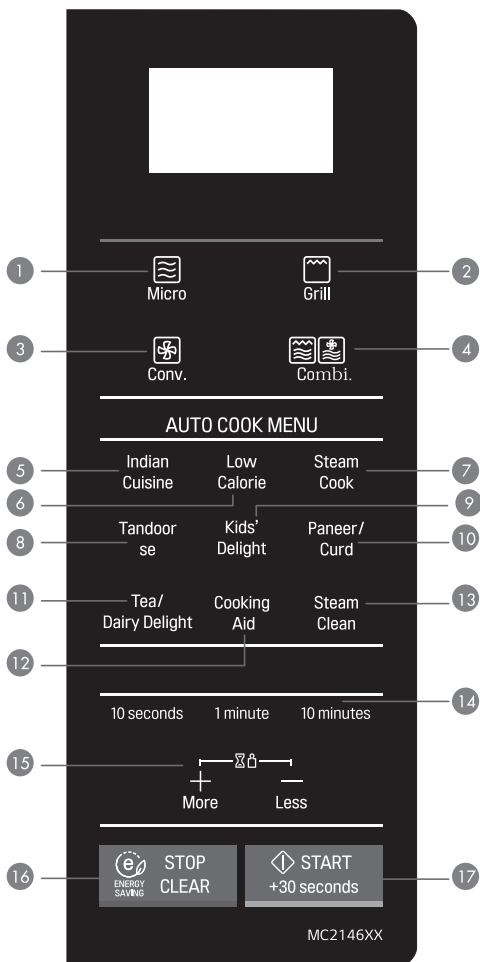 1
2
Micro
Grill
3
4
Conv.
Combi.
AUTO COOK MENU
5
Indian
Cuisine
6
Low
Calorie
Steam
Cook
7
8
Tandoor
se
Kids'
Delight
9
Paneer/
Curd
10
11
Tea/
Dairy Delight
12
Cooking
Aid
Steam
Clean
13
14
10 seconds
1 minute
10 minutes
15
More
Less
16
e
ENERGY
SAVING
STOP
CLEAR
START
+30 seconds
17
MC2146XX